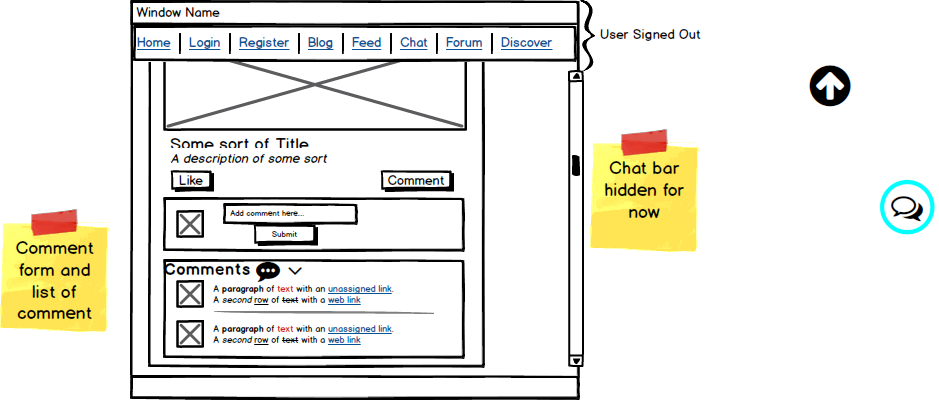 Window Name
User Signed Out
Home Login Register Blog Feed Chat Forum Discover
Some sort of Title
A description of some sort
Like Comment
Chat bar
hidden for
now
Add comment here...
Submit
Comment
form and
list of
comment
Comments
A paragraph of text with an unassigned link.
A second row of text with a web link
A paragraph of text with an unassigned link.
A second row of text with a web link